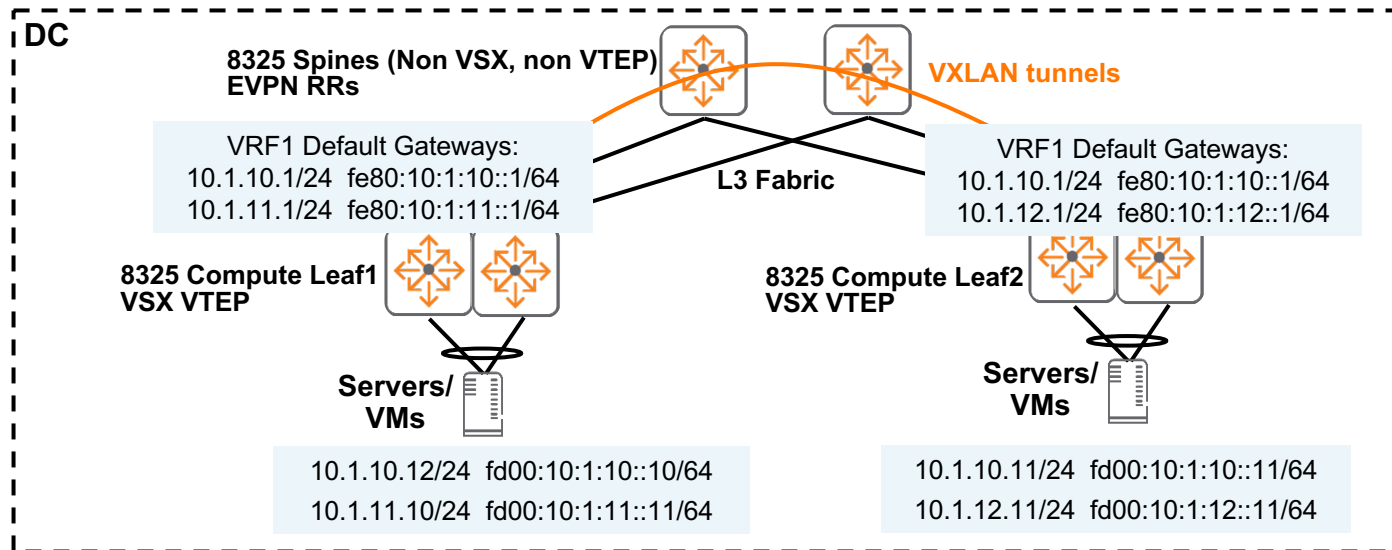 DC
8325 Spines (Non VSX, non VTEP)
EVPN RRs
VXLAN tunnels
VRF1 Default Gateways:
10.1.10.1/24 fe80:10:1:10::1/64
10.1.11.1/24 fe80:10:1:11::1/64
L3 Fabric
VRF1 Default Gateways:
10.1.10.1/24 fe80:10:1:10::1/64
10.1.12.1/24 fe80:10:1:12::1/64
8325 Compute Leaf1
VSX VTEP
8325 Compute Leaf2
VSX VTEP
Servers/
VMs
Servers/
VMs
10.1.10.12/24 fd00:10:1:10::10/64
10.1.11.10/24 fd00:10:1:11::11/64
10.1.10.11/24 fd00:10:1:10::11/64
10.1.12.11/24 fd00:10:1:12::11/64